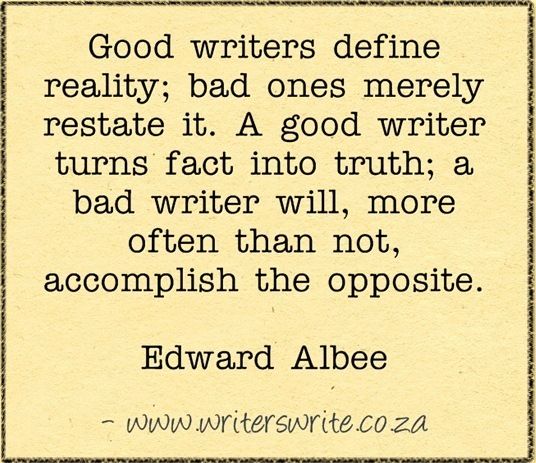 Good writers define
reality; bad ones merely
restate it. A good writer
turns fact into truth; a
bad writer will, more
often than not,
accomplish the opposite.
Edward Albee
- www.writerswrite.co.za